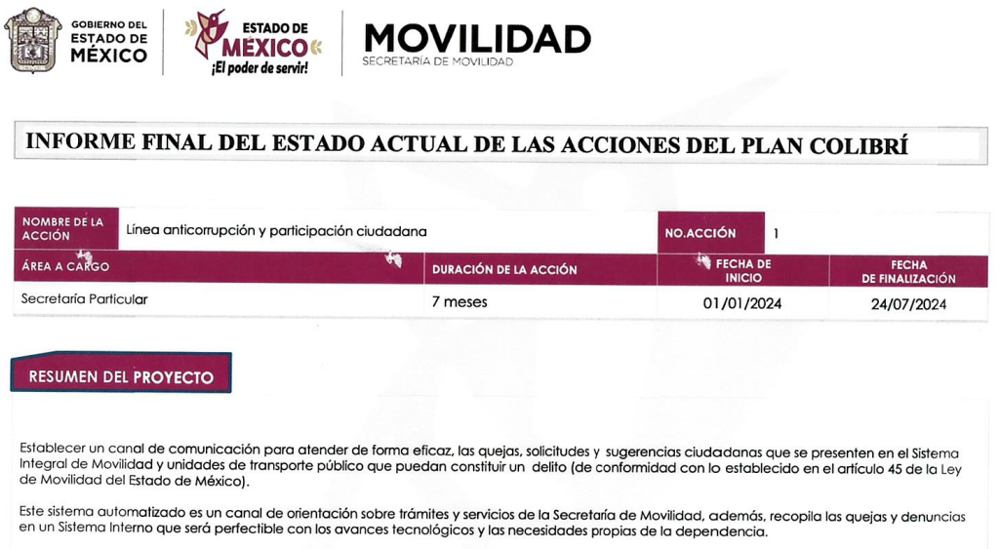 GOBIERNO DEL
ESTADO DE
MÉXICO
ESTADO DE
MÉXICO
¡El poder de servir!
MOVILIDAD
SECRETARÍA DE MOVILIDAD
INFORME FINAL DEL ESTADO ACTUAL DE LAS ACCIONES DEL PLAN COLIBRÍ
NOMBRE DE LA
ACCIÓN
Línea anticorrupción y participación ciudadana
NO.ACCIÓN
1
ÁREA A CARGO
DURACIÓN DE LA ACCIÓN
FECHA DE
INICIO
FECHA
DE FINALIZACIÓN
Secretaría Particular
7 meses
01/01/2024
24/07/2024
RESUMEN DEL PROYECTO
Establecer un canal de comunicación para atender de forma eficaz, las quejas, solicitudes y sugerencias ciudadanas que se presenten en el Sistema
Integral de Movilidad y unidades de transporte público que puedan constituir un delito (de conformidad con lo establecido en el artículo 45 de la Ley
de Movilidad del Estado de México).
Este sistema automatizado es un canal de orientación sobre trámites y servicios de la Secretaría de Movilidad, además, recopila las quejas y denuncias
en un Sistema Interno que será perfectible con los avances tecnológicos y las necesidades propias de la dependencia.